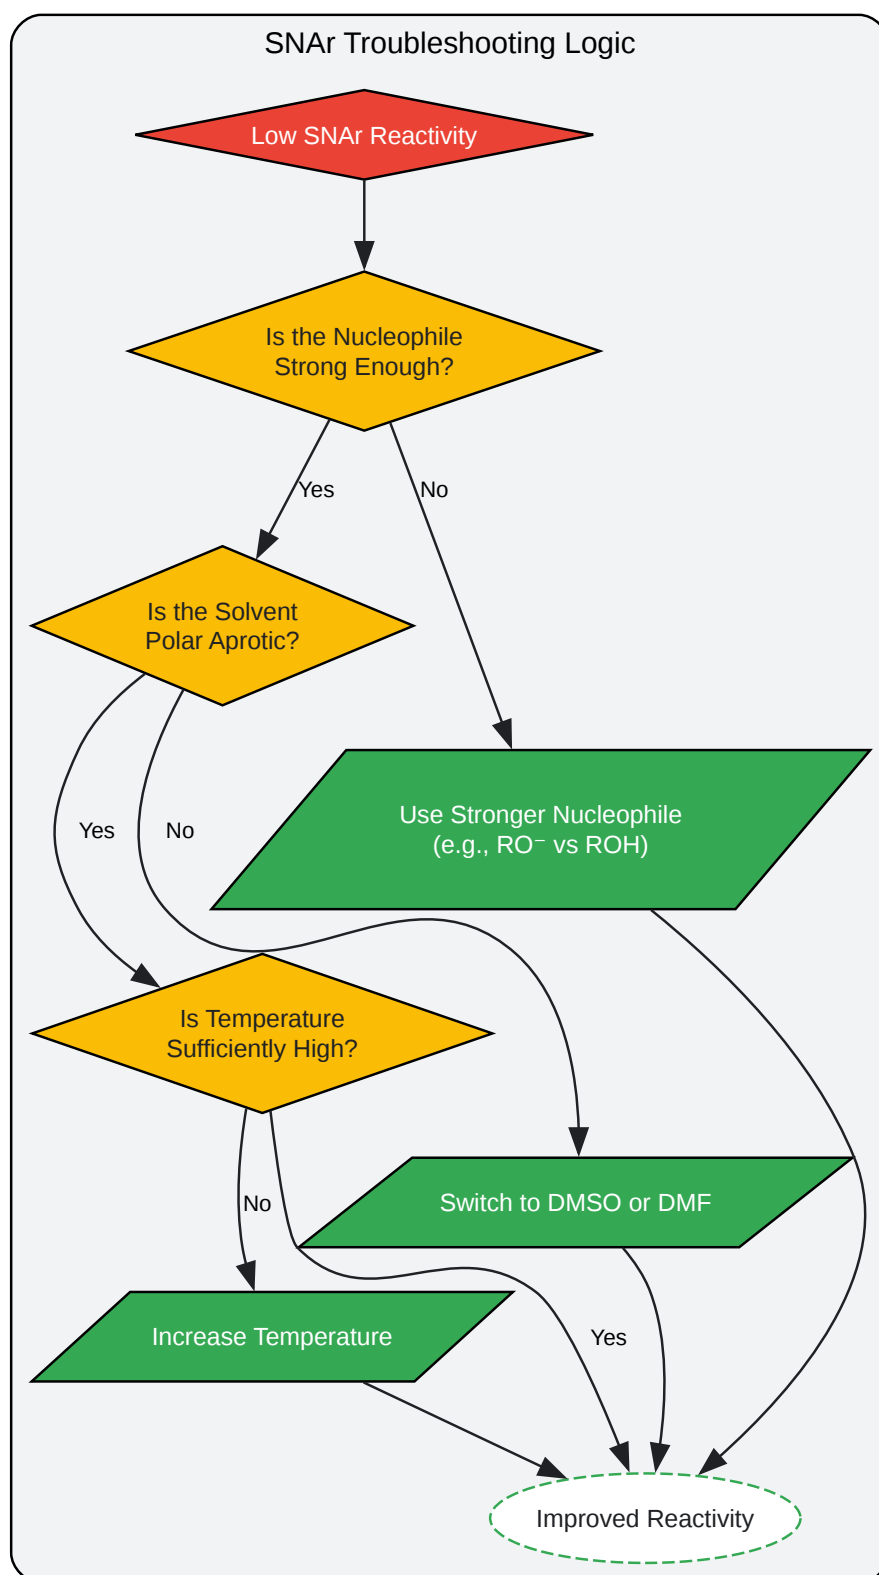 SNAr Troubleshooting Logic
Low SNAr Reactivity
Is the Nucleophile
Strong Enough?
Yes
No
Is the Solvent
Polar Aprotic?
Use Stronger Nucleophile
(e.g., RO⁻ vs ROH)
Yes
No
Is Temperature
Sufficiently High?
No
Switch to DMSO or DMF
Increase Temperature
Yes
Improved Reactivity